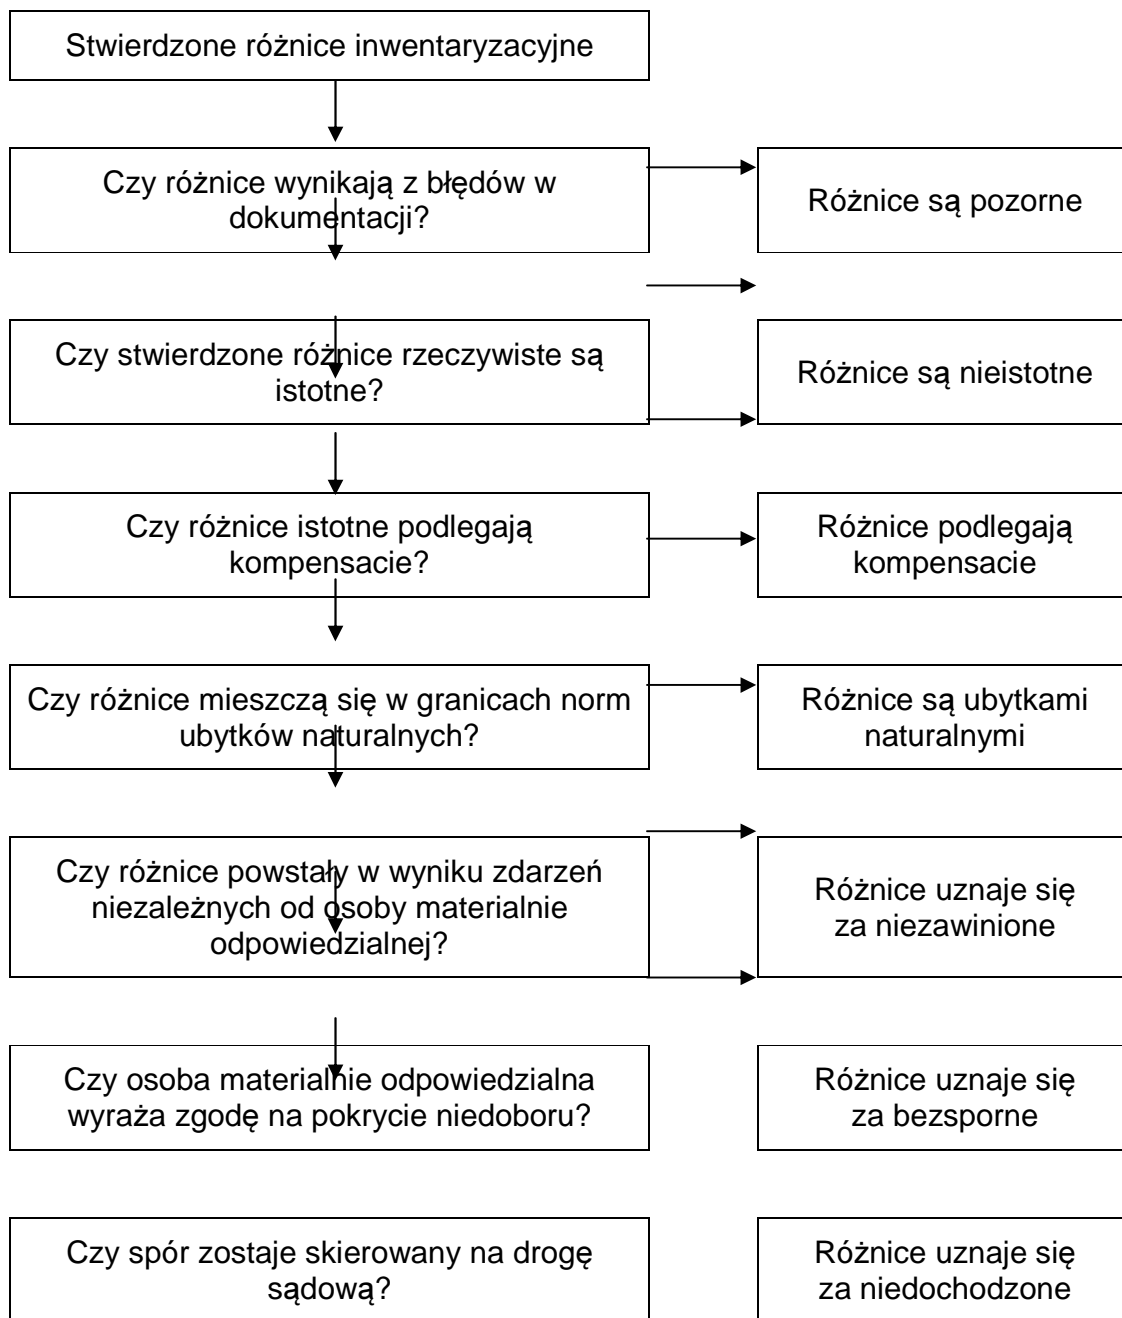 Stwierdzone różnice inwentaryzacyjne
Czy różnice wynikają z błędów w
dokumentacji?
Różnice są pozorne
Czy stwierdzone różnice rzeczywiste są
istotne?
Różnice są nieistotne
Czy różnice istotne podlegają
kompensacie?
Różnice podlegają
kompensacie
Czy różnice mieszczą się w granicach norm
ubytków naturalnych?
Różnice są ubytkami
naturalnymi
Czy różnice powstały w wyniku zdarzeń
niezależnych od osoby materialnie
odpowiedzialnej?
Różnice uznaje się
za niezawinione
Czy osoba materialnie odpowiedzialna
wyraża zgodę na pokrycie niedoboru?
Różnice uznaje się
za bezsporne
Czy spór zostaje skierowany na drogę
sądową?
Różnice uznaje się
za niedochodzone